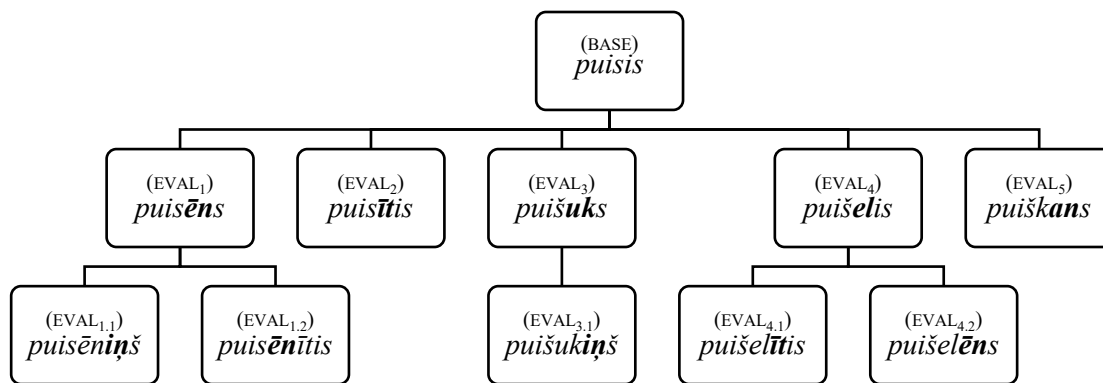 (BASE)
puisis
(EVAL₁)
puisēns
(EVAL₂)
puisītis
(EVAL₃)
puišuks
(EVAL₄)
puišelis
(EVAL₅)
puiškans
(EVAL₁.₁)
puisēniņš
(EVAL₁.₂)
puisēnītis
(EVAL₃.₁)
puišukiņš
(EVAL₄.₁)
puišelītis
(EVAL₄.₂)
puišelēns